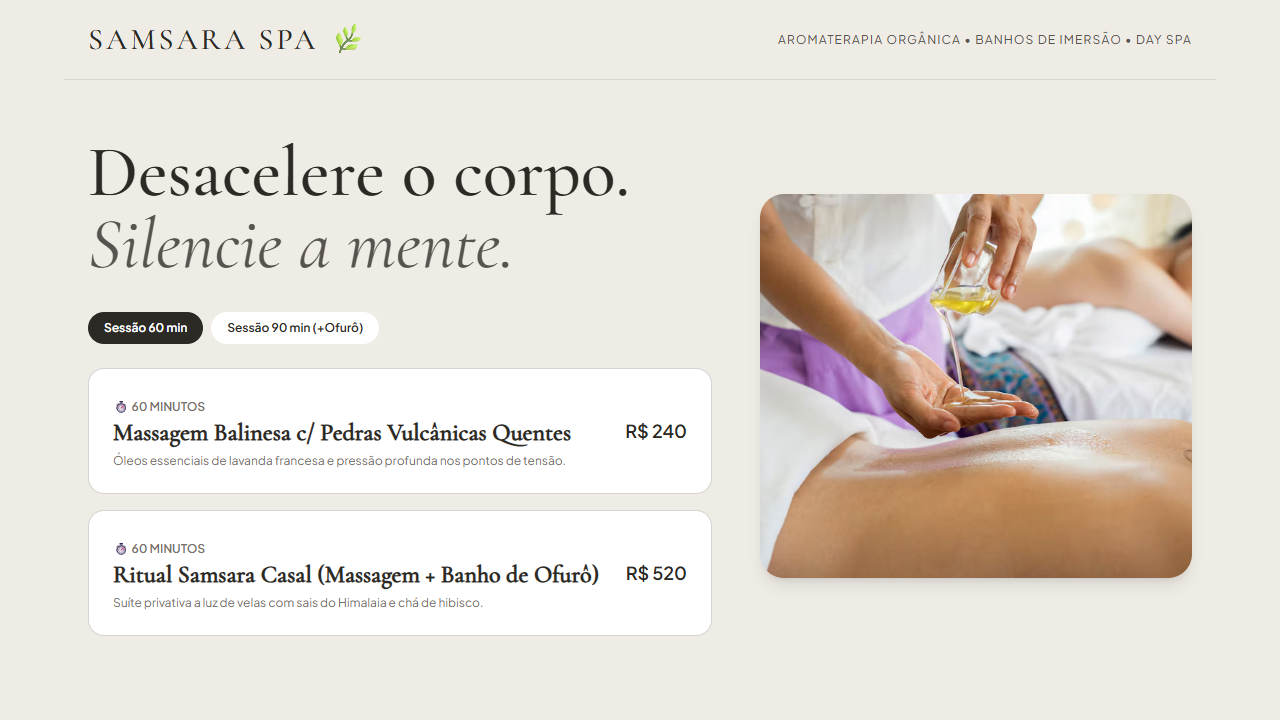 SAMSARA SPA
AROMATERAPIA ORGÂNICA • BANHOS DE IMERSÃO • DAY SPA
Desacelere o corpo.
Silencie a mente.
Sessão 60 min
Sessão 90 min (+Ofurô)
60 MINUTOS
Massagem Balinesa c/ Pedras Vulcânicas Quentes
R$ 240
Óleos essenciais de lavanda francesa e pressão profunda nos pontos de tensão.
60 MINUTOS
Ritual Samsara Casal (Massagem + Banho de Ofurô)
R$ 520
Suíte privativa a luz de velas com sais do Himalaia e chá de hibisco.